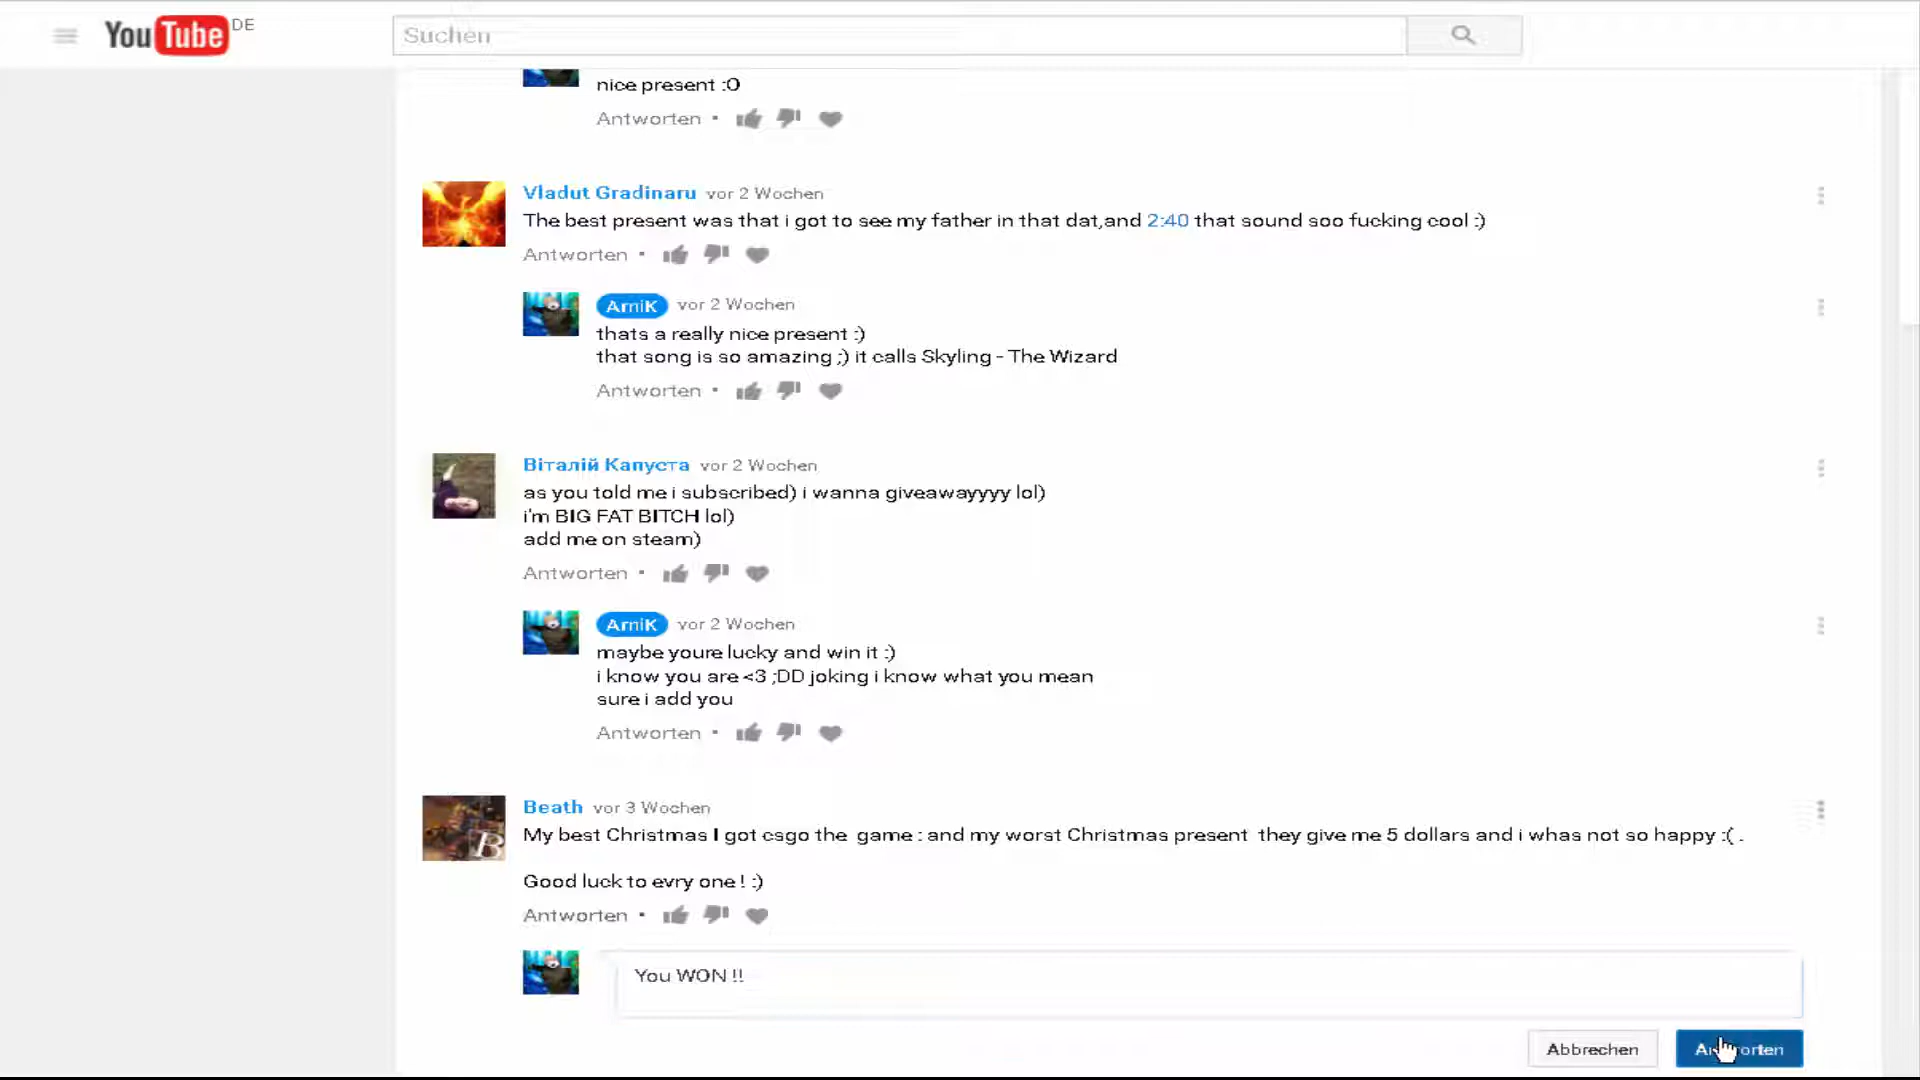 YouTube DE
Suchen
nice present :O
Antworten •
Vladut Gradinaru vor 2 Wochen
The best present was that i got to see my father in that dat,and 2:40 that sound soo fucking cool :)
Antworten •
ArniK vor 2 Wochen
thats a really nice present :)
that song is so amazing ;) it calls Skyling - The Wizard
Antworten •
Віталій Капуста vor 2 Wochen
as you told me i subscribed) i wanna giveawayyyy lol)
i'm BIG FAT BITCH lol)
add me on steam)
Antworten •
ArniK vor 2 Wochen
maybe youre lucky and win it :)
i know you are <3 ;DD joking i know what you mean
sure i add you
Antworten •
Beath vor 3 Wochen
My best Christmas I got csgo the game : and my worst Christmas present they give me 5 dollars and i whas not so happy :( .
Good luck to evry one ! :)
Antworten •
You WON !!
Abbrechen
Antworten